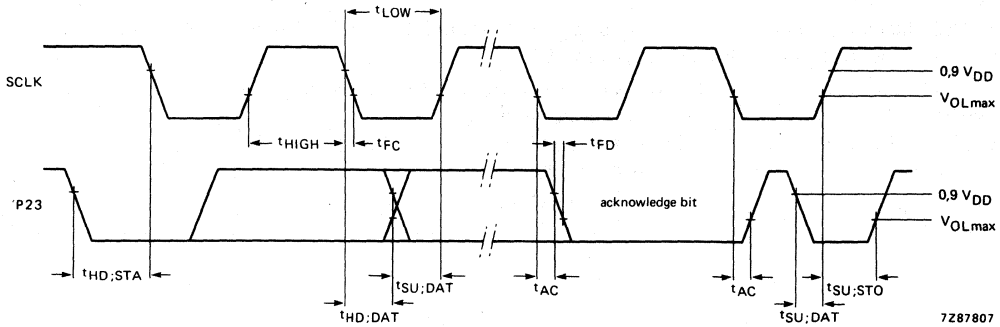 tLOW
SCLK
0,9 VDD
VOLmax
tHIGH
tFC
tFD
P23
acknowledge bit
0,9 VDD
VOLmax
tHD;STA
tSU;DAT
tAC
tAC
tSU;STO
tHD;DAT
tSU;DAT
7Z87807